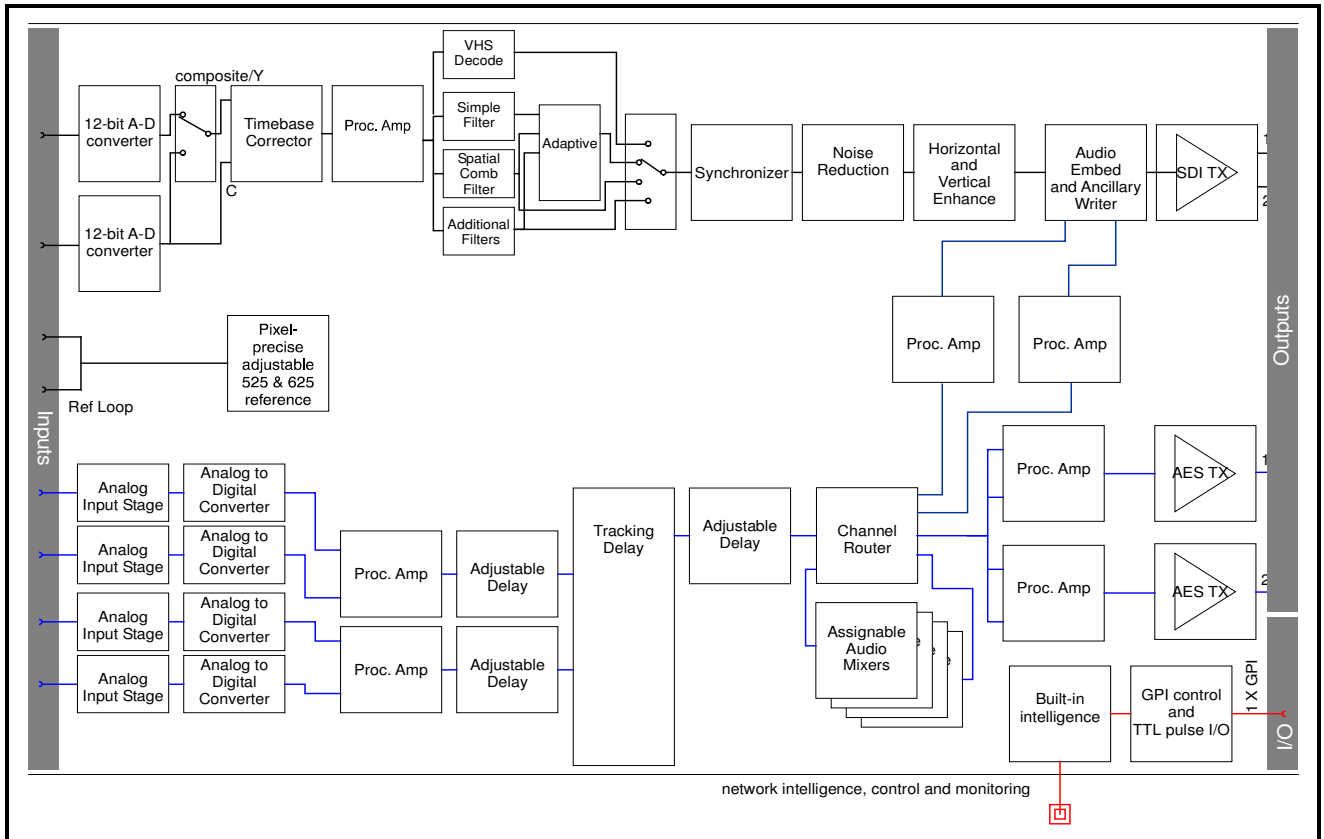 composite/Y
12-bit A-D
converter
Timebase
Corrector
C
12-bit A-D
converter
Proc. Amp
VHS
Decode
Simple
Filter
Spatial
Comb
Filter
Additional
Filters
Adaptive
Synchronizer
Noise
Reduction
Horizontal
and
Vertical
Enhance
Audio
Embed
and Ancillary
Writer
SDI TX
1
2
Proc. Amp
Proc. Amp
Outputs
Pixel-
precise
adjustable
525 & 625
reference
Ref Loop
Inputs
Analog
Input Stage
Analog to
Digital
Converter
Analog
Input Stage
Analog to
Digital
Converter
Analog
Input Stage
Analog to
Digital
Converter
Analog
Input Stage
Analog to
Digital
Converter
Proc. Amp
Adjustable
Delay
Proc. Amp
Adjustable
Delay
Tracking
Delay
Adjustable
Delay
Channel
Router
Assignable
Audio
Mixers
e
e
e
Proc. Amp
AES TX
1
Proc. Amp
AES TX
2
Built-in
intelligence
GPI control
and
TTL pulse I/O
1 X GPI
I/O
network intelligence, control and monitoring